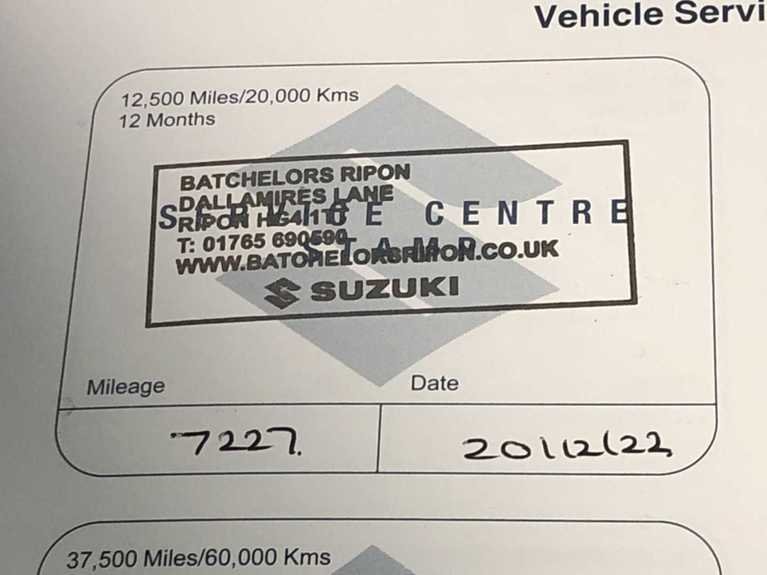 Vehicle Servi
12,500 Miles/20,000 Kms
12 Months
BATCHELORS RIPON
DALLAMIRES LANE
SERVICE CENTRE
RIPON HG4 1TT
T: 01765 690690
STAMP
WWW.BATCHELORSRIPON.CO.UK
SUZUKI
Mileage Date
7227. 20/12/22
37,500 Miles/60,000 Kms